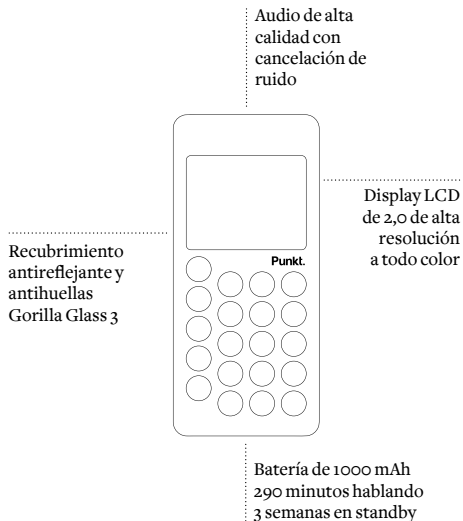 Audio de alta
calidad con
cancelación de
ruido
Display LCD
de 2,0 de alta
resolución
a todo color
Recubrimiento
antireflejante y
antihuellas
Gorilla Glass 3
Punkt.
Batería de 1000 mAh
290 minutos hablando
3 semanas en standby